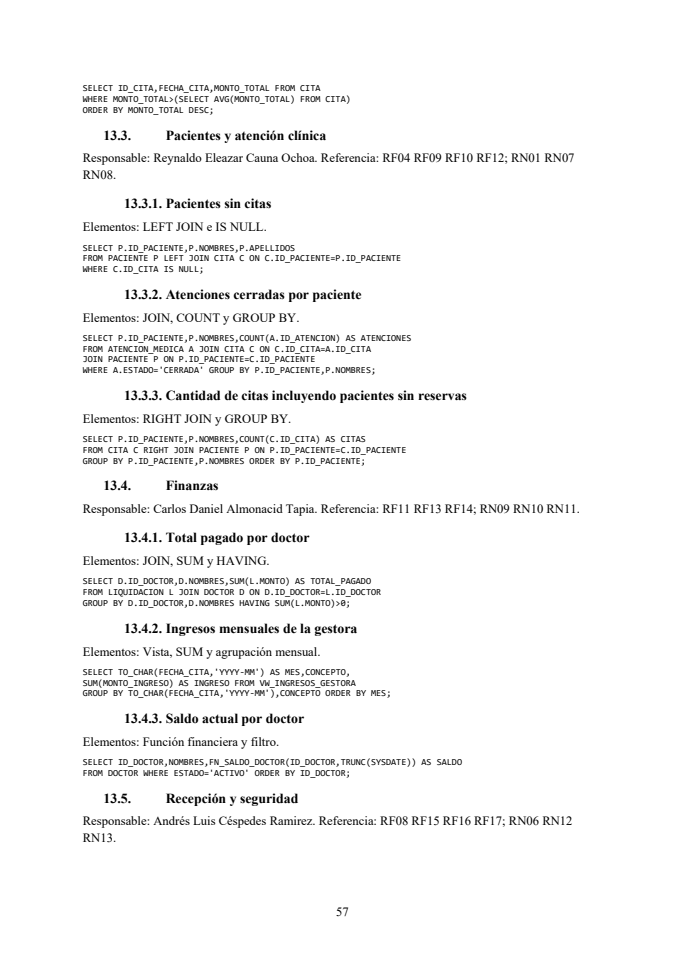 SELECT ID_CITA,FECHA_CITA,MONTO_TOTAL FROM CITA
WHERE MONTO_TOTAL>(SELECT AVG(MONTO_TOTAL) FROM CITA)
ORDER BY MONTO_TOTAL DESC;
13.3. Pacientes y atención clínica
Responsable: Reynaldo Eleazar Cauna Ochoa. Referencia: RF04 RF09 RF10 RF12; RN01 RN07
RN08.
13.3.1. Pacientes sin citas
Elementos: LEFT JOIN e IS NULL.
SELECT P.ID_PACIENTE,P.NOMBRES,P.APELLIDOS
FROM PACIENTE P LEFT JOIN CITA C ON C.ID_PACIENTE=P.ID_PACIENTE
WHERE C.ID_CITA IS NULL;
13.3.2. Atenciones cerradas por paciente
Elementos: JOIN, COUNT y GROUP BY.
SELECT P.ID_PACIENTE,P.NOMBRES,COUNT(A.ID_ATENCION) AS ATENCIONES
FROM ATENCION_MEDICA A JOIN CITA C ON C.ID_CITA=A.ID_CITA
JOIN PACIENTE P ON P.ID_PACIENTE=C.ID_PACIENTE
WHERE A.ESTADO='CERRADA' GROUP BY P.ID_PACIENTE,P.NOMBRES;
13.3.3. Cantidad de citas incluyendo pacientes sin reservas
Elementos: RIGHT JOIN y GROUP BY.
SELECT P.ID_PACIENTE,P.NOMBRES,COUNT(C.ID_CITA) AS CITAS
FROM CITA C RIGHT JOIN PACIENTE P ON P.ID_PACIENTE=C.ID_PACIENTE
GROUP BY P.ID_PACIENTE,P.NOMBRES ORDER BY P.ID_PACIENTE;
13.4. Finanzas
Responsable: Carlos Daniel Almonacid Tapia. Referencia: RF11 RF13 RF14; RN09 RN10 RN11.
13.4.1. Total pagado por doctor
Elementos: JOIN, SUM y HAVING.
SELECT D.ID_DOCTOR,D.NOMBRES,SUM(L.MONTO) AS TOTAL_PAGADO
FROM LIQUIDACION L JOIN DOCTOR D ON D.ID_DOCTOR=L.ID_DOCTOR
GROUP BY D.ID_DOCTOR,D.NOMBRES HAVING SUM(L.MONTO)>0;
13.4.2. Ingresos mensuales de la gestora
Elementos: Vista, SUM y agrupación mensual.
SELECT TO_CHAR(FECHA_CITA,'YYYY-MM') AS MES,CONCEPTO,
SUM(MONTO_INGRESO) AS INGRESO FROM VW_INGRESOS_GESTORA
GROUP BY TO_CHAR(FECHA_CITA,'YYYY-MM'),CONCEPTO ORDER BY MES;
13.4.3. Saldo actual por doctor
Elementos: Función financiera y filtro.
SELECT ID_DOCTOR,NOMBRES,FN_SALDO_DOCTOR(ID_DOCTOR,TRUNC(SYSDATE)) AS SALDO
FROM DOCTOR WHERE ESTADO='ACTIVO' ORDER BY ID_DOCTOR;
13.5. Recepción y seguridad
Responsable: Andrés Luis Céspedes Ramirez. Referencia: RF08 RF15 RF16 RF17; RN06 RN12
RN13.
57